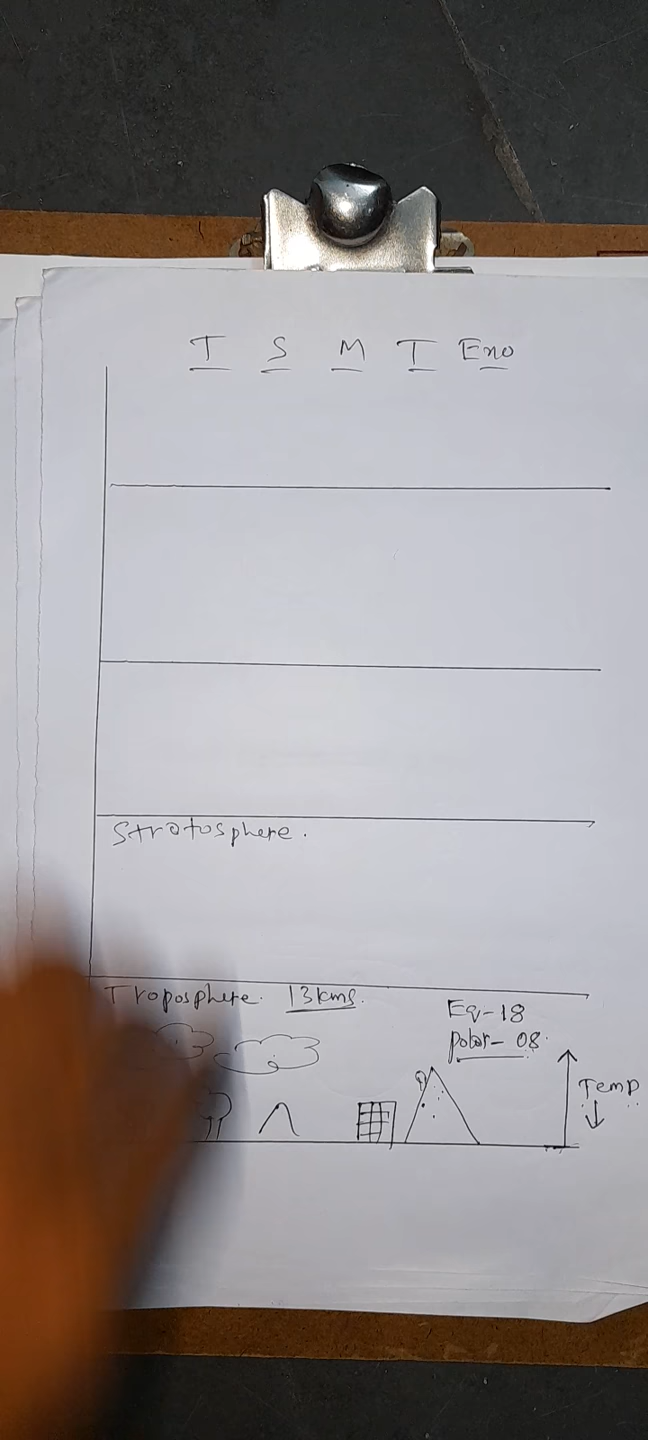 T S M T Exo
Stratosphere.
Troposphere. 13kms.
Eq-18
polar- 08.
Temp